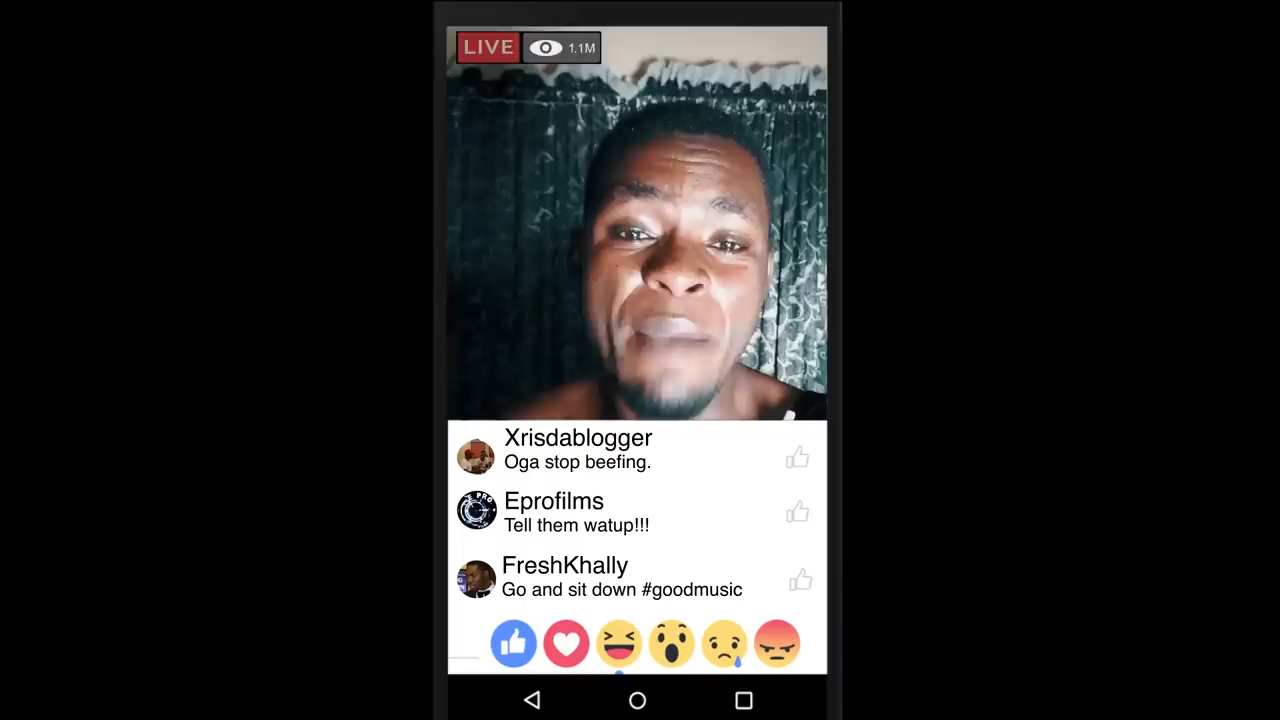 LIVE 1.1M
Xrisdablogger
Oga stop beefing.
Eprofilms
Tell them watup!!!
FreshKhally
Go and sit down #goodmusic